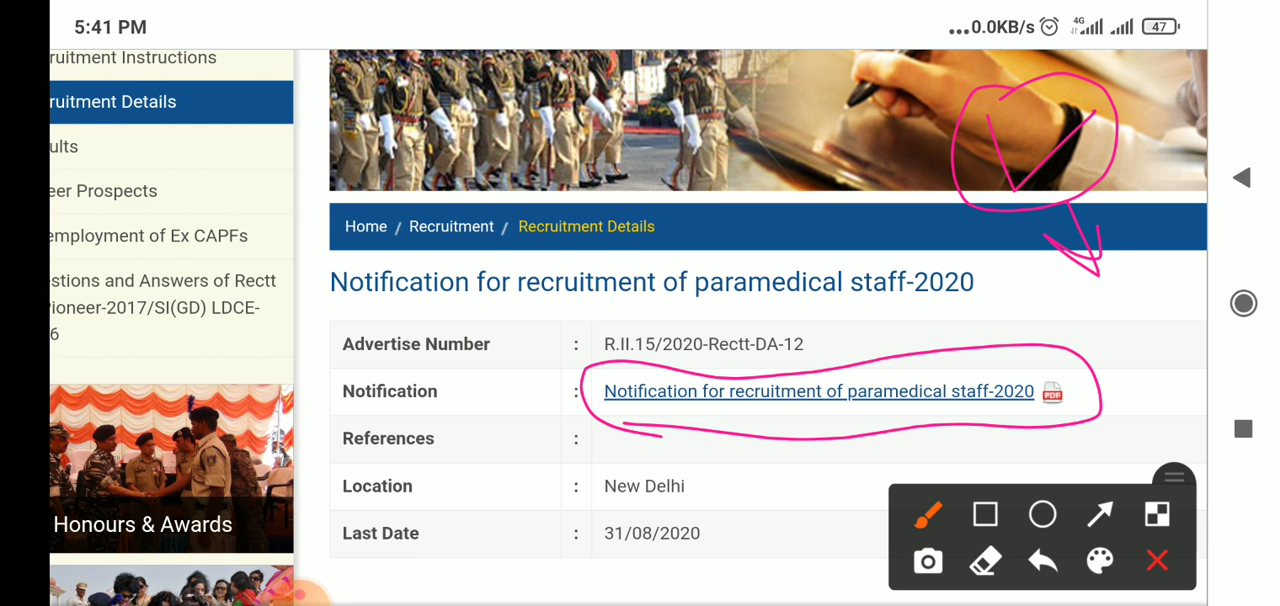 5:41 PM
...0.0KB/s 4G 47
ruitment Instructions
ruitment Details
ults
eer Prospects
employment of Ex CAPFs
estions and Answers of Rectt
ioneer-2017/SI(GD) LDCE-
6
Honours & Awards
Home / Recruitment / Recruitment Details
Notification for recruitment of paramedical staff-2020
Advertise Number : R.II.15/2020-Rectt-DA-12
Notification : Notification for recruitment of paramedical staff-2020 PDF
References :
Location : New Delhi
Last Date : 31/08/2020